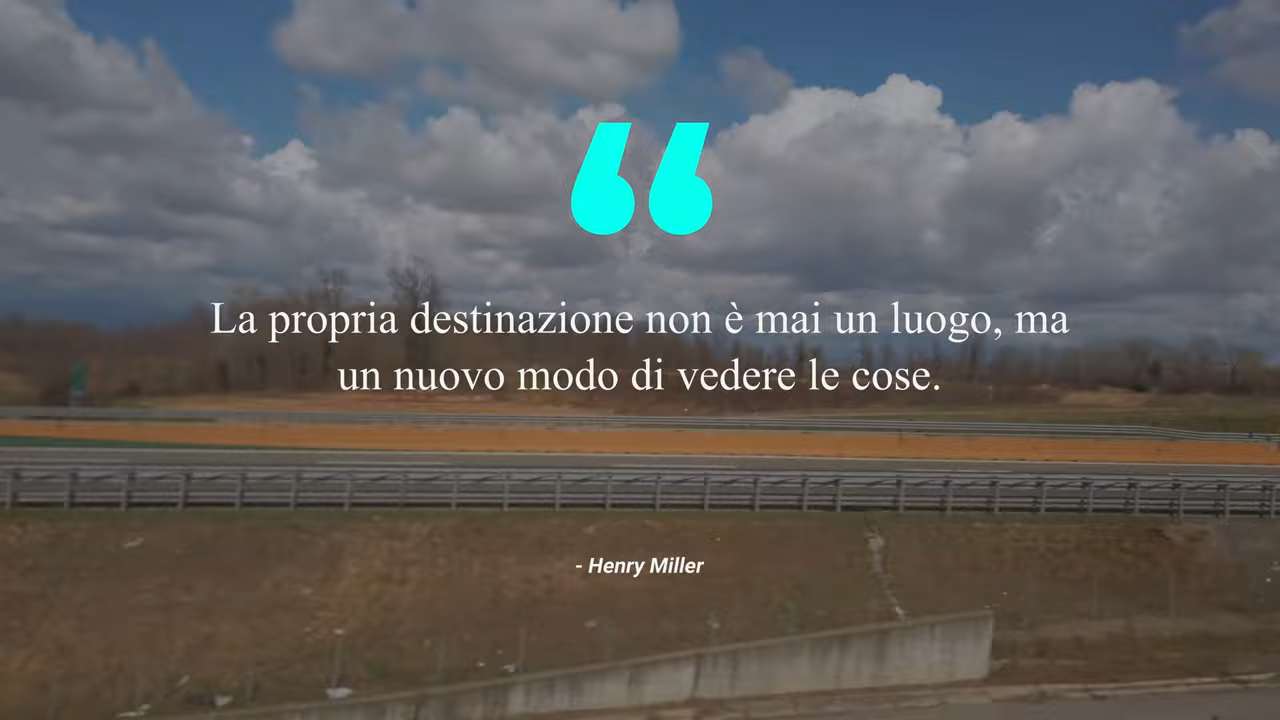 “
La propria destinazione non è mai un luogo, ma
un nuovo modo di vedere le cose.
- Henry Miller